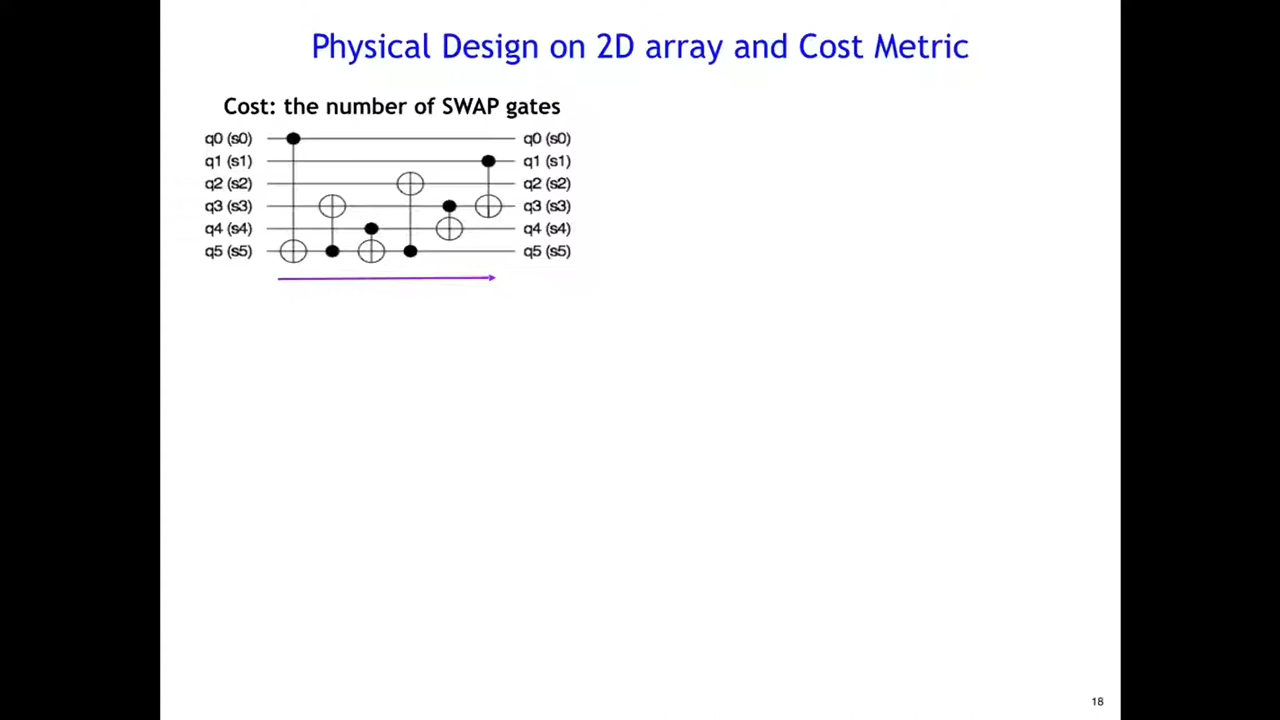 Physical Design on 2D array and Cost Metric
Cost: the number of SWAP gates
q0 (s0) q0 (s0)
q1 (s1) q1 (s1)
q2 (s2) q2 (s2)
q3 (s3) q3 (s3)
q4 (s4) q4 (s4)
q5 (s5) q5 (s5)
18